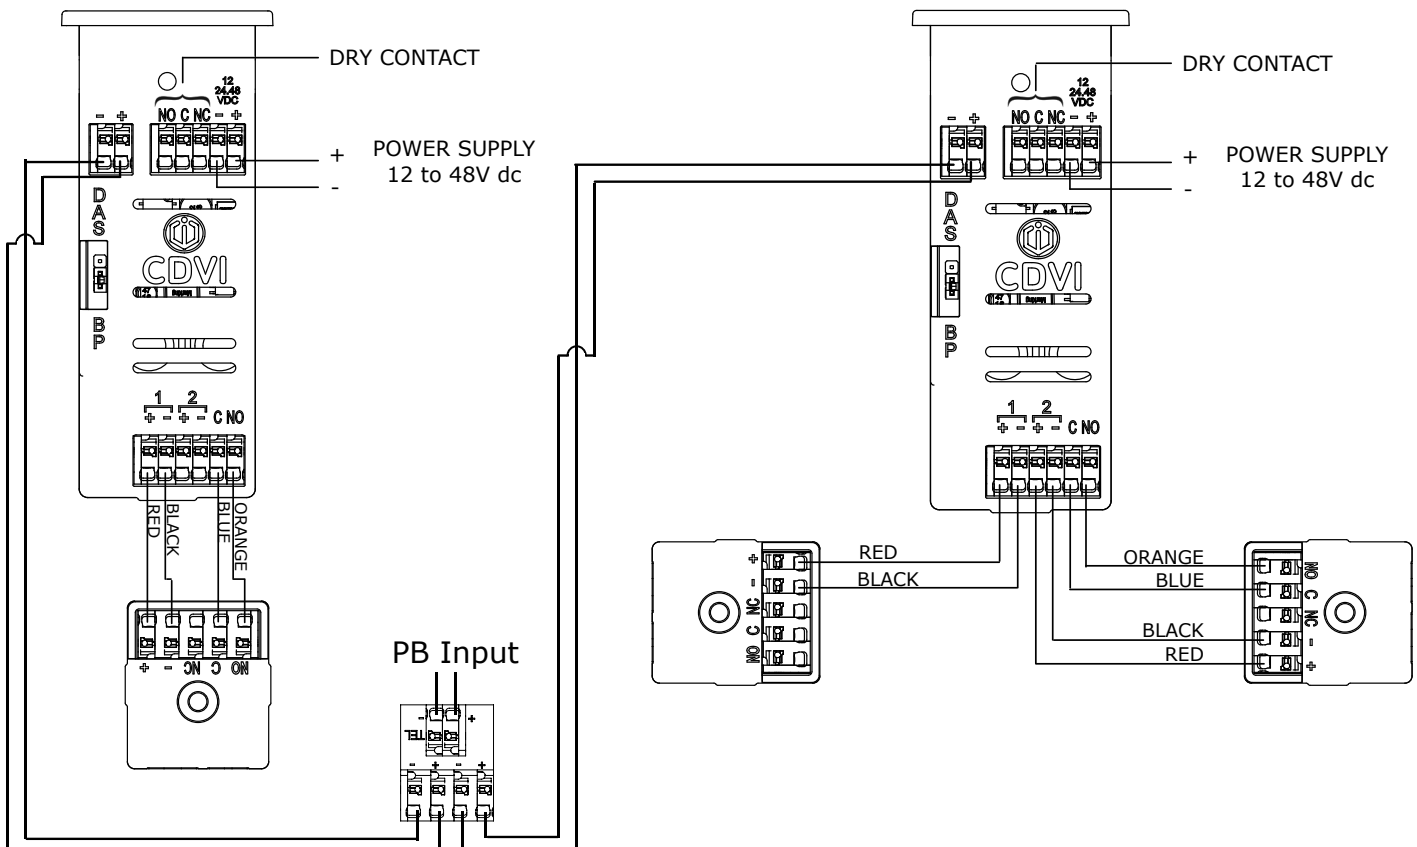 DRY CONTACT
12
24.48
VDC
- +
NO C NC - +
+ POWER SUPPLY
- 12 to 48V dc
D
A
S
CDVI
B
P
1 2
+ - + - C NO
RED
BLACK
BLUE
ORANGE
+ - NC C NO
PB Input
- +
TEL
- + - +
DRY CONTACT
12
24.48
VDC
- +
NO C NC - +
+ POWER SUPPLY
- 12 to 48V dc
D
A
S
CDVI
B
P
1 2
+ - + - C NO
RED
BLACK
+
-
NC
C
NO
ORANGE
BLUE
BLACK
RED
NO
C
NC
-
+